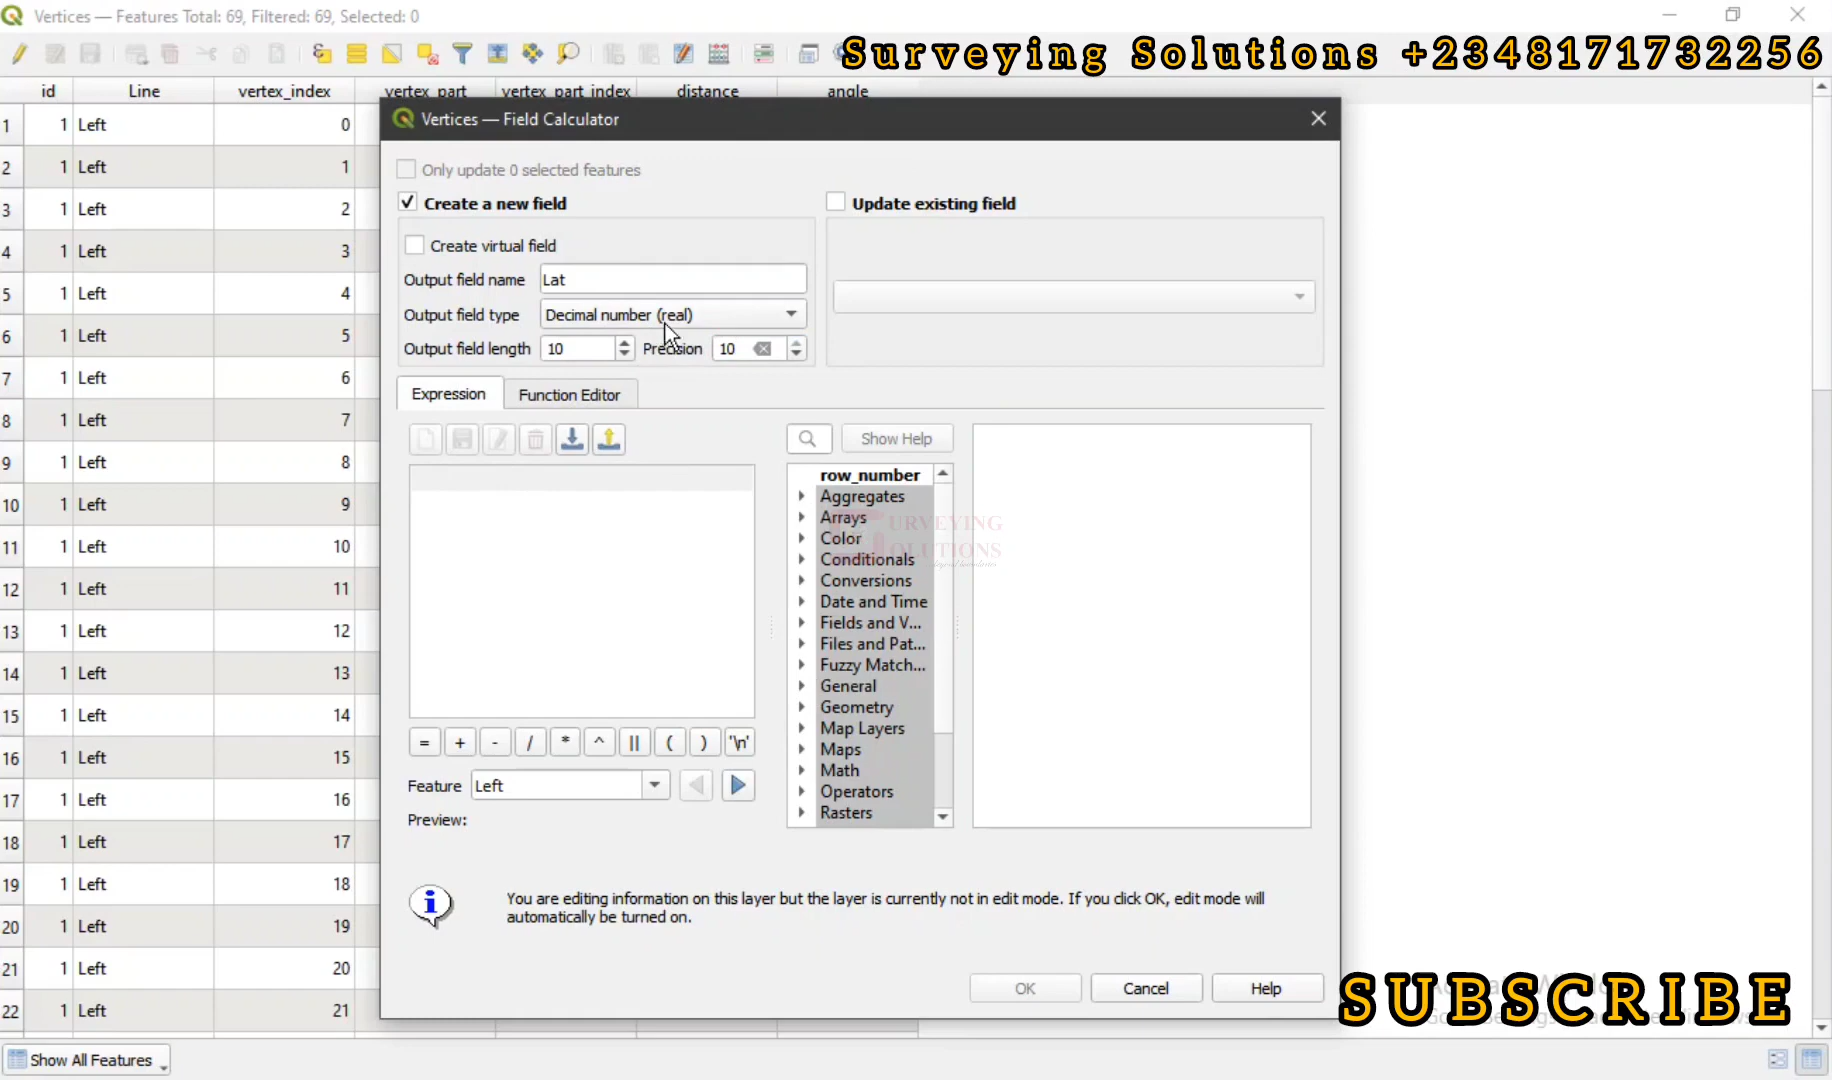 Vertices — Features Total: 69, Filtered: 69, Selected: 0
Surveying Solutions +2348171732256
id Line vertex_index vertex_part vertex_part_index distance angle
1 1 Left 0
2 1 Left 1
3 1 Left 2
4 1 Left 3
5 1 Left 4
6 1 Left 5
7 1 Left 6
8 1 Left 7
9 1 Left 8
10 1 Left 9
11 1 Left 10
12 1 Left 11
13 1 Left 12
14 1 Left 13
15 1 Left 14
16 1 Left 15
17 1 Left 16
18 1 Left 17
19 1 Left 18
20 1 Left 19
21 1 Left 20
22 1 Left 21
Vertices — Field Calculator
Only update 0 selected features
Create a new field
Update existing field
Create virtual field
Output field name Lat
Output field type Decimal number (real)
Output field length 10 Precision 10
Expression Function Editor
Show Help
row_number
Aggregates
Arrays
Color
Conditionals
Conversions
Date and Time
Fields and V...
Files and Pat...
Fuzzy Match...
General
Geometry
Map Layers
Maps
Math
Operators
Rasters
SURVEYING
SOLUTIONS
= + - / * ^ || ( ) '\n'
Feature Left
Preview:
You are editing information on this layer but the layer is currently not in edit mode. If you click OK, edit mode will
automatically be turned on.
OK Cancel Help
SUBSCRIBE
Show All Features